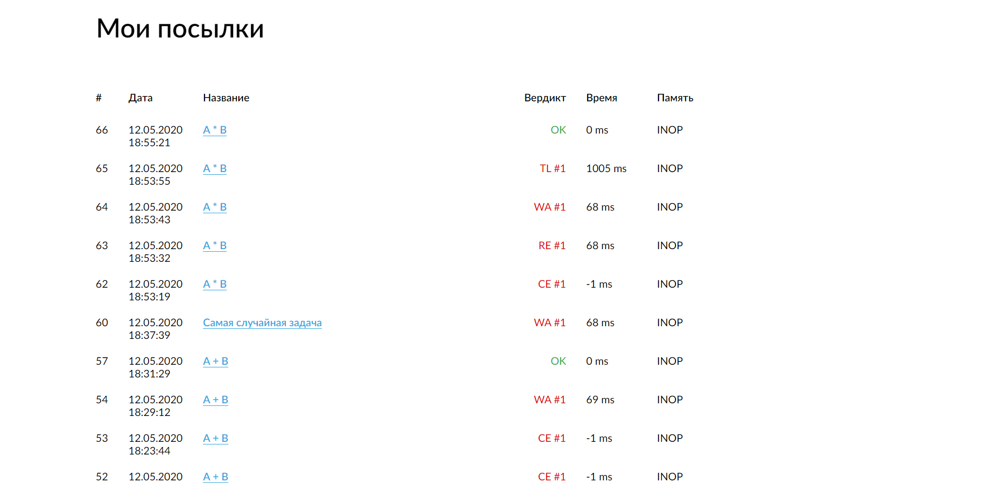 Мои посылки
# Дата Название Вердикт Время Память
66 12.05.2020 A * B OK 0 ms INOP
18:55:21
65 12.05.2020 A * B TL #1 1005 ms INOP
18:53:55
64 12.05.2020 A * B WA #1 68 ms INOP
18:53:43
63 12.05.2020 A * B RE #1 68 ms INOP
18:53:32
62 12.05.2020 A * B CE #1 -1 ms INOP
18:53:19
60 12.05.2020 Самая случайная задача WA #1 68 ms INOP
18:37:39
57 12.05.2020 A + B OK 0 ms INOP
18:31:29
54 12.05.2020 A + B WA #1 69 ms INOP
18:29:12
53 12.05.2020 A + B CE #1 -1 ms INOP
18:23:44
52 12.05.2020 A + B CE #1 -1 ms INOP